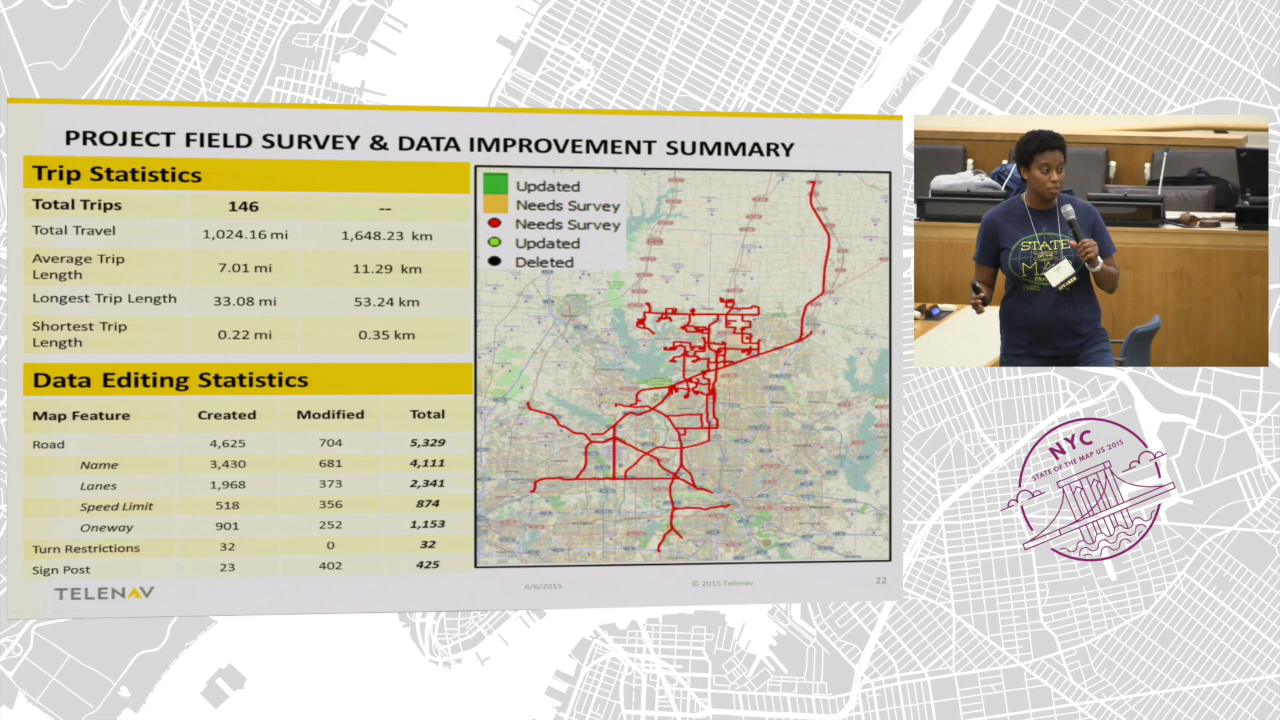 PROJECT FIELD SURVEY & DATA IMPROVEMENT SUMMARY
Trip Statistics
Total Trips 146 --
Total Travel 1,024.16 mi 1,648.23 km
Average Trip
Length 7.01 mi 11.29 km
Longest Trip Length 33.08 mi 53.24 km
Shortest Trip
Length 0.22 mi 0.35 km
Data Editing Statistics
Map Feature Created Modified Total
Road 4,625 704 5,329
Name 3,430 681 4,111
Lanes 1,968 373 2,341
Speed Limit 518 356 874
Oneway 901 252 1,153
Turn Restrictions 32 0 32
Sign Post 23 402 425
Updated
Needs Survey
Needs Survey
Updated
Deleted
TELENAV
6/6/2015
© 2015 Telenav
22
STATE
OF THE
MAP
SPEAKER
NYC
STATE OF THE MAP US 2015